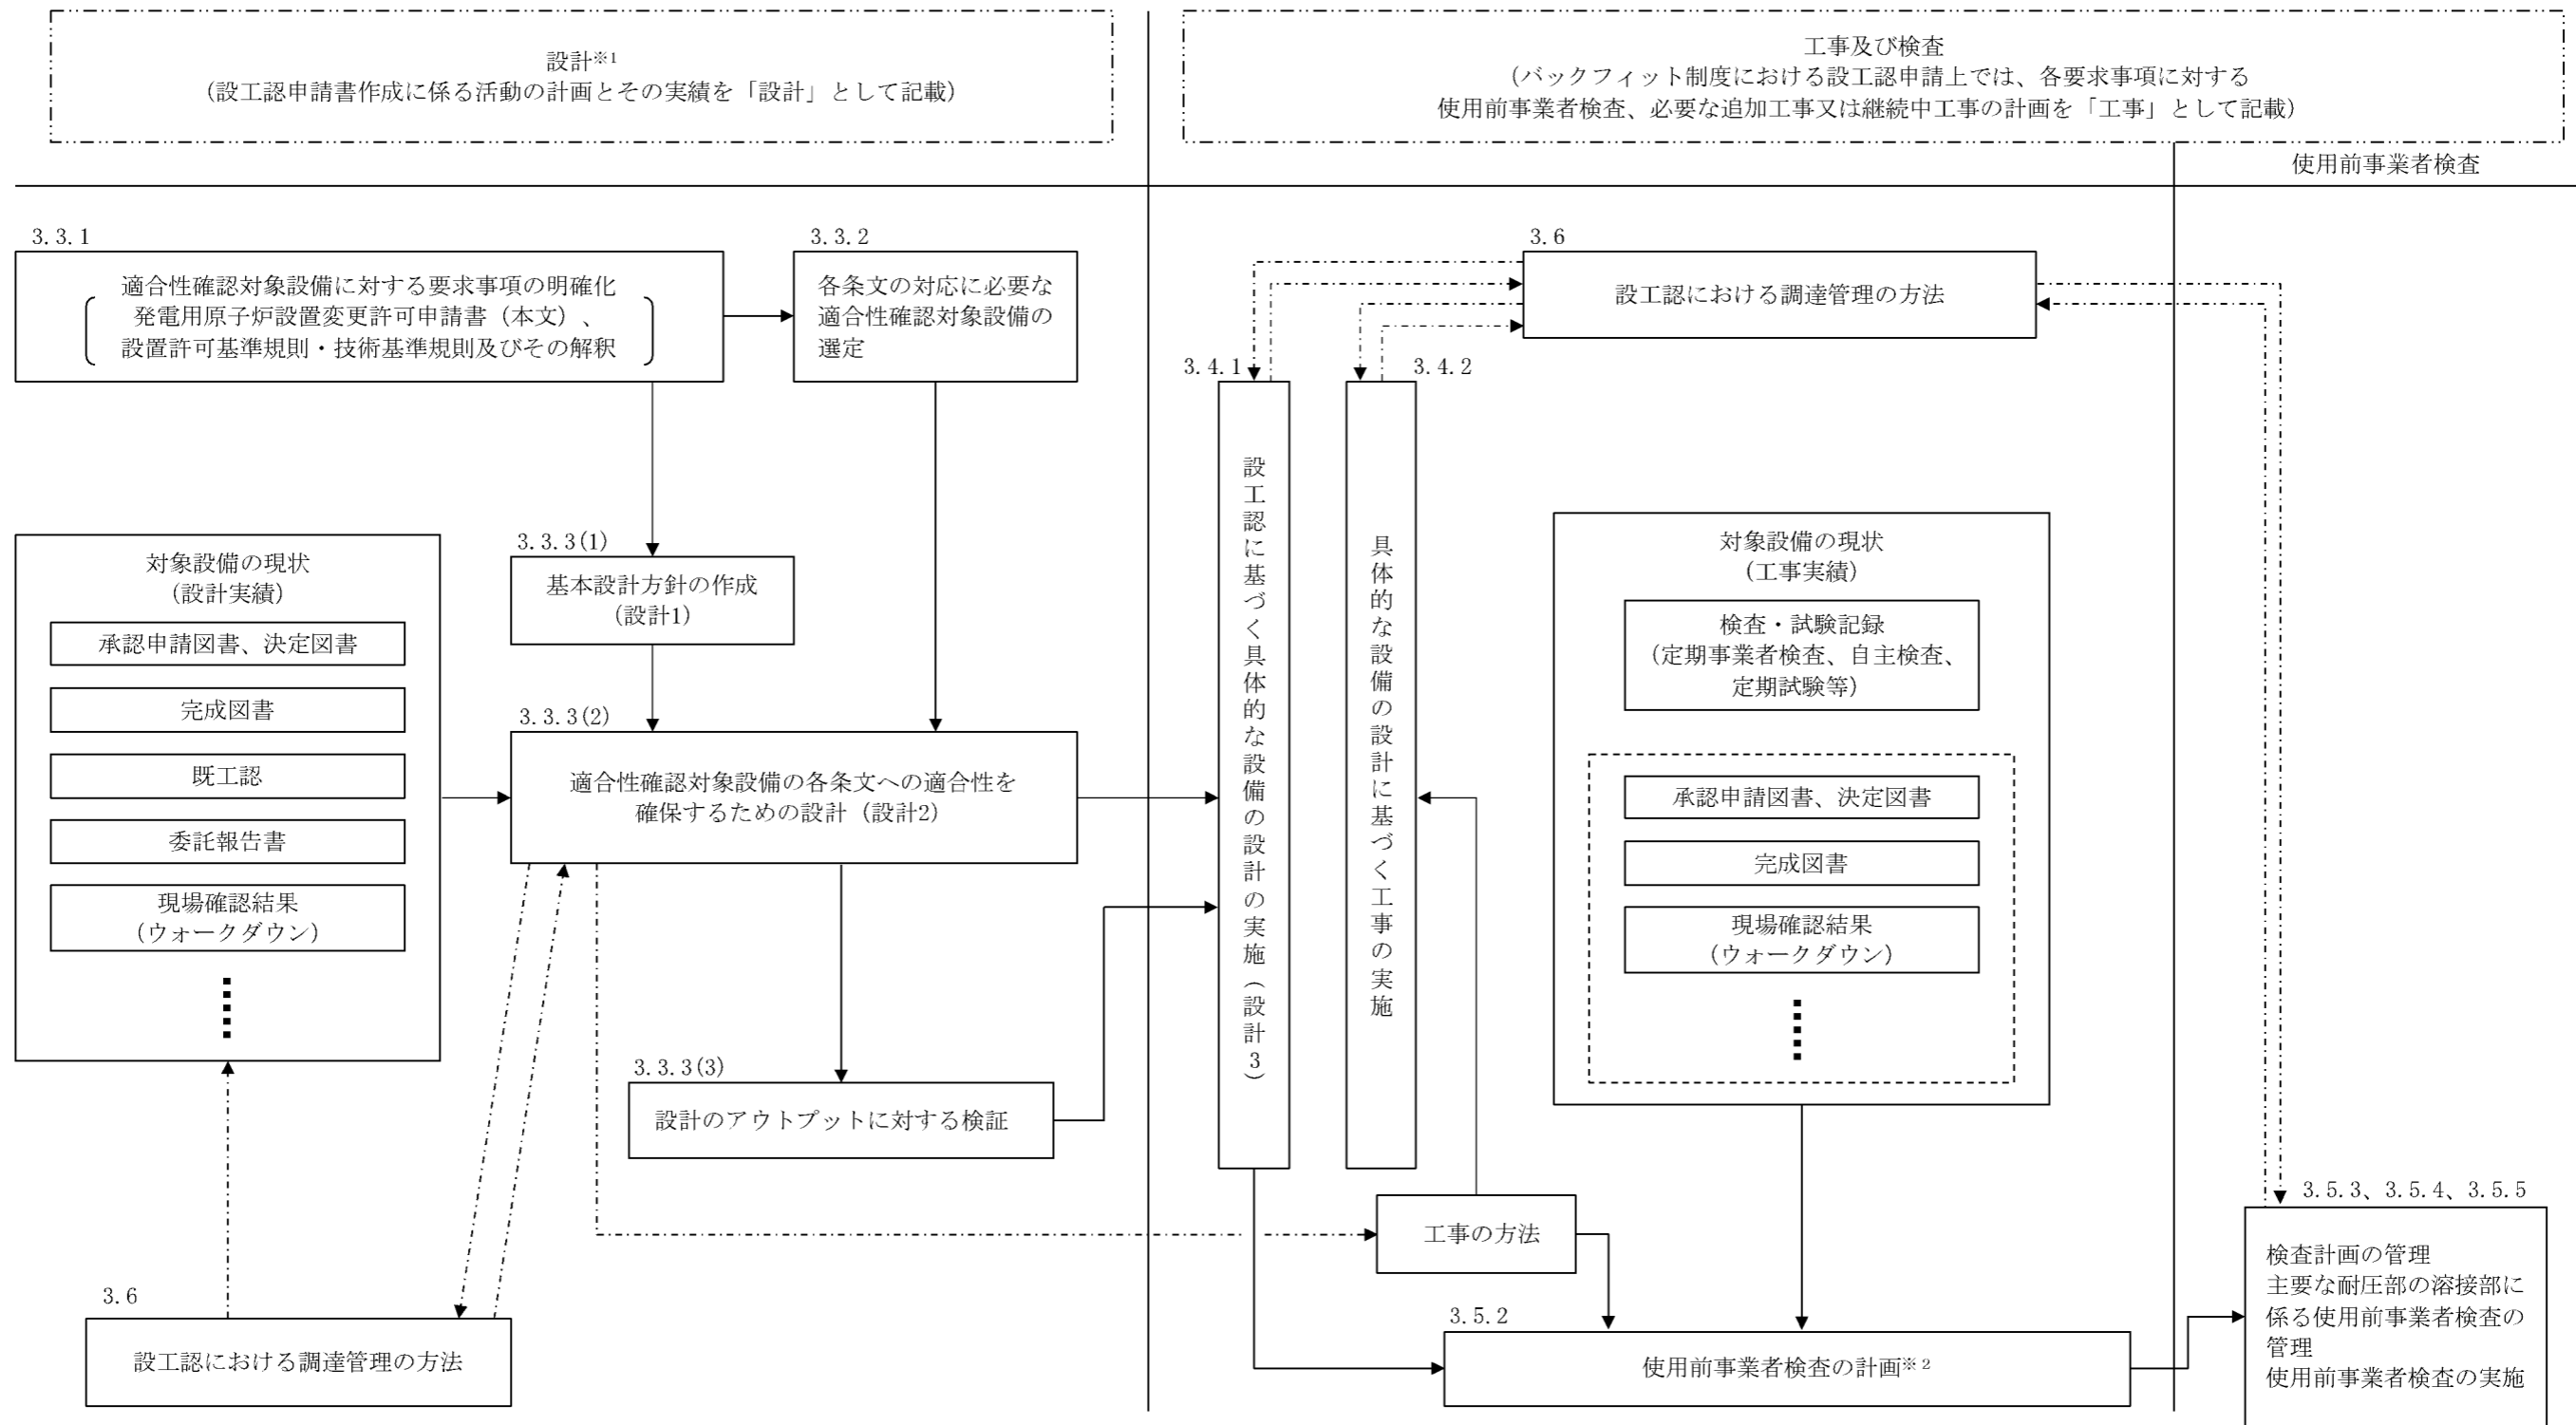 設計※1
（設工認申請書作成に係る活動の計画とその実績を「設計」として記載）
工事及び検査
（バックフィット制度における設工認申請上では、各要求事項に対する
使用前事業者検査、必要な追加工事又は継続中工事の計画を「工事」として記載）
使用前事業者検査
3.3.1
適合性確認対象設備に対する要求事項の明確化
発電用原子炉設置変更許可申請書（本文）、
設置許可基準規則・技術基準規則及びその解釈
3.3.2
各条文の対応に必要な
適合性確認対象設備の
選定
対象設備の現状
（設計実績）
承認申請図書、決定図書
完成図書
既工認
委託報告書
現場確認結果
（ウォークダウン）
3.3.3(1)
基本設計方針の作成
（設計1）
3.3.3(2)
適合性確認対象設備の各条文への適合性を
確保するための設計（設計2）
3.3.3(3)
設計のアウトプットに対する検証
3.6
設工認における調達管理の方法
3.6
設工認における調達管理の方法
3.4.1
設工認に基づく具体的な設備の設計の実施（設計3）
3.4.2
具体的な設備の設計に基づく工事の実施
対象設備の現状
（工事実績）
検査・試験記録
（定期事業者検査、自主検査、
定期試験等）
承認申請図書、決定図書
完成図書
現場確認結果
（ウォークダウン）
工事の方法
3.5.2
使用前事業者検査の計画※2
3.5.3、3.5.4、3.5.5
検査計画の管理
主要な耐圧部の溶接部に
係る使用前事業者検査の
管理
使用前事業者検査の実施